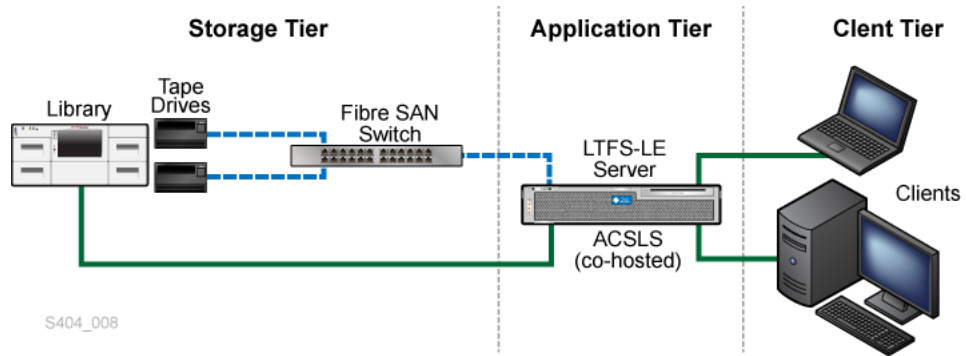 Storage Tier
Application Tier
Clent Tier
Library
Tape
Drives
Fibre SAN
Switch
LTFS-LE
Server
ACSLS
(co-hosted)
Clients
S404_008